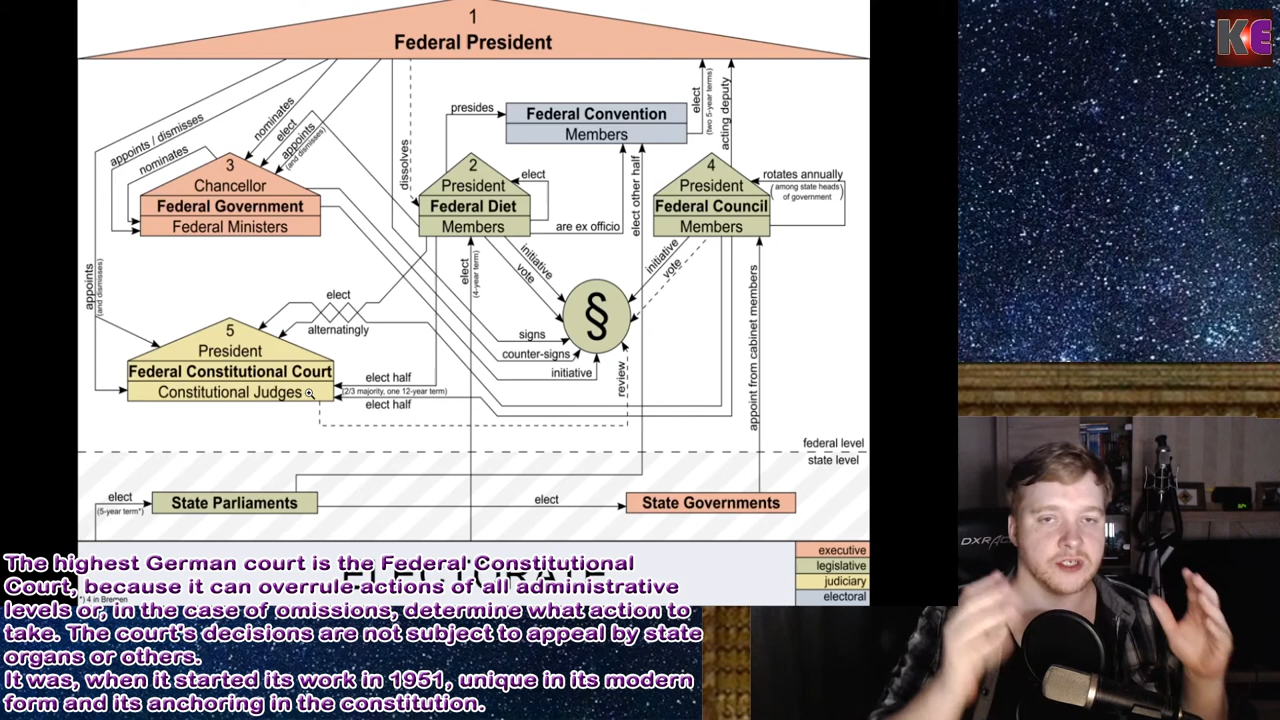 1
Federal President
KE
presides
Federal Convention
Members
elect
(two 5-year terms)
acting deputy
appoints / dismisses
nominates
nominates
elect
appoints
(and dismisses)
dissolves
3
Chancellor
Federal Government
Federal Ministers
2
President
Federal Diet
Members
elect
are ex officio
elect other half
4
President
Federal Council
Members
rotates annually
(among state heads
of government)
initiative
vote
initiative
vote
elect
(4-year term)
§
appoints
(and dismisses)
elect
alternatingly
signs
counter-signs
initiative
review
appoint from cabinet members
5
President
Federal Constitutional Court
Constitutional Judges
elect half
(2/3 majority, one 12-year term)
elect half
federal level
state level
elect
(5-year term*)
State Parliaments
elect
State Governments
executive
legislative
judiciary
electoral
ELECTORATE
*) 4 in Bremen
The highest German court is the Federal Constitutional
Court, because it can overrule actions of all administrative
levels or, in the case of omissions, determine what action to
take. The court's decisions are not subject to appeal by state
organs or others.
It was, when it started its work in 1951, unique in its modern
form and its anchoring in the constitution.